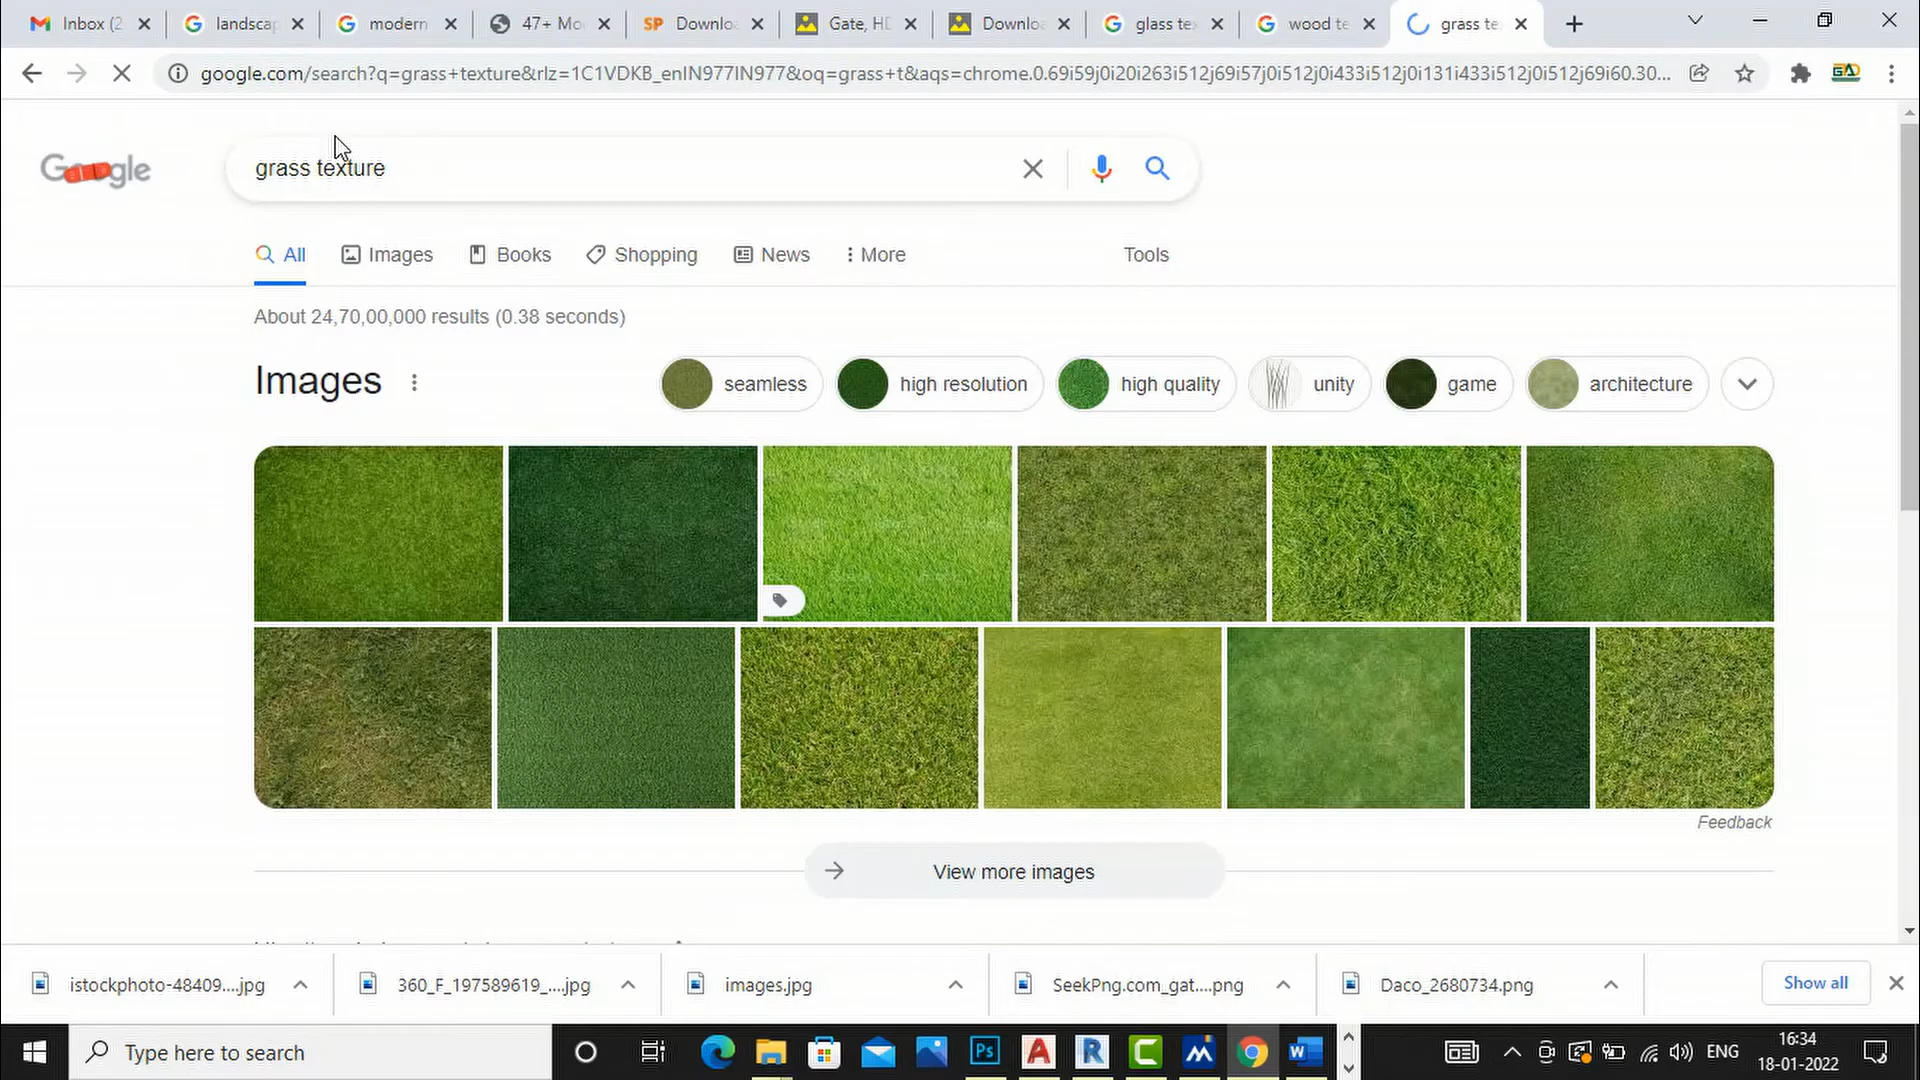 Inbox (2
landscap
modern
47+ Mo
Downlo
Gate, HD
Downlo
glass te
wood te
grass te
google.com/search?q=grass+texture&rlz=1C1VDKB_enIN977IN977&oq=grass+t&aqs=chrome.0.69i59j0i20i263i512j69i57j0i512j0i433i512j0i131i433i512j0i512j69i60.30...
Google
grass texture
All
Images
Books
Shopping
News
More
Tools
About 24,70,00,000 results (0.38 seconds)
Images
seamless
high resolution
high quality
unity
game
architecture
Feedback
View more images
istockphoto-48409....jpg
360_F_197589619_....jpg
images.jpg
SeekPng.com_gat....png
Daco_2680734.png
Show all
Type here to search
Ps
A
R
C
W
ENG
16:34
18-01-2022